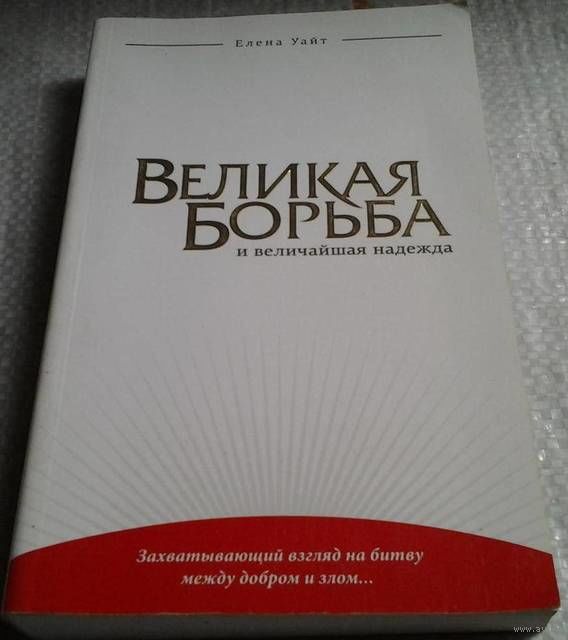 Елена Уайт
Великая
Борьба
и величайшая надежда
Захватывающий взгляд на битву
между добром и злом...